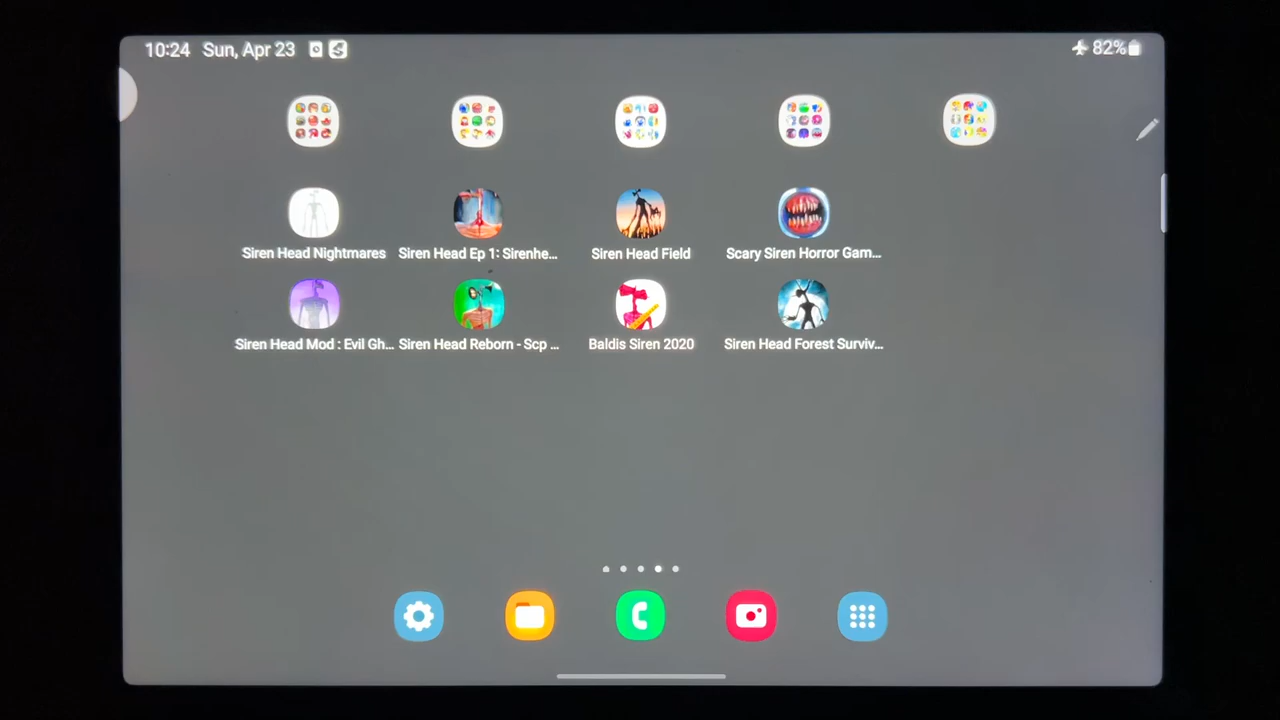 10:24 Sun, Apr 23 82%
Siren Head Nightmares Siren Head Ep 1: Sirenhe... Siren Head Field Scary Siren Horror Gam...
Siren Head Mod : Evil Gh... Siren Head Reborn - Scp ... Baldis Siren 2020 Siren Head Forest Surviv...